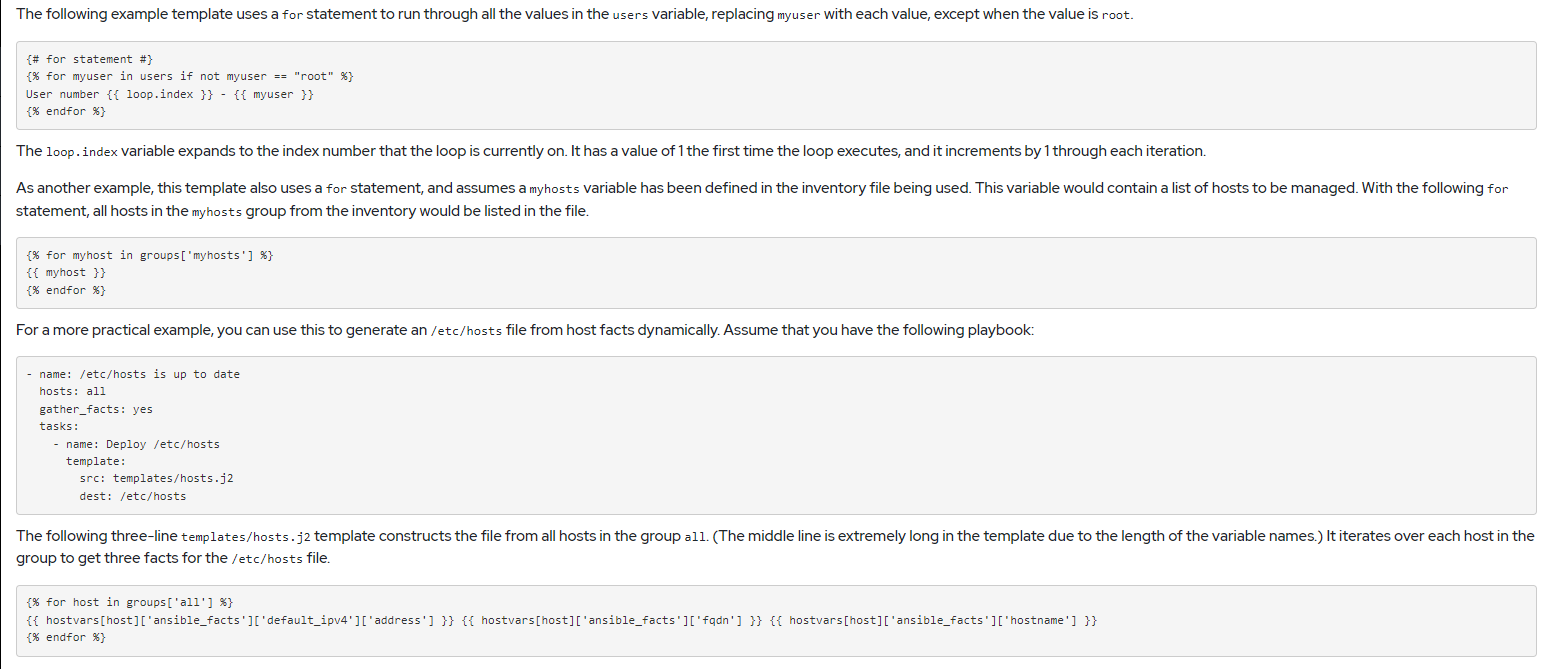 The following example template uses a for statement to run through all the values in the users variable, replacing myuser with each value, except when the value is root.
{# for statement #}
{% for myuser in users if not myuser == "root" %}
User number {{ loop.index }} - {{ myuser }}
{% endfor %}
The loop.index variable expands to the index number that the loop is currently on. It has a value of 1 the first time the loop executes, and it increments by 1 through each iteration.
As another example, this template also uses a for statement, and assumes a myhosts variable has been defined in the inventory file being used. This variable would contain a list of hosts to be managed. With the following for
statement, all hosts in the myhosts group from the inventory would be listed in the file.
{% for myhost in groups['myhosts'] %}
{{ myhost }}
{% endfor %}
For a more practical example, you can use this to generate an /etc/hosts file from host facts dynamically. Assume that you have the following playbook:
- name: /etc/hosts is up to date
  hosts: all
  gather_facts: yes
  tasks:
    - name: Deploy /etc/hosts
      template:
        src: templates/hosts.j2
        dest: /etc/hosts
The following three-line templates/hosts.j2 template constructs the file from all hosts in the group all. (The middle line is extremely long in the template due to the length of the variable names.) It iterates over each host in the
group to get three facts for the /etc/hosts file.
{% for host in groups['all'] %}
{{ hostvars[host]['ansible_facts']['default_ipv4']['address'] }} {{ hostvars[host]['ansible_facts']['fqdn'] }} {{ hostvars[host]['ansible_facts']['hostname'] }}
{% endfor %}